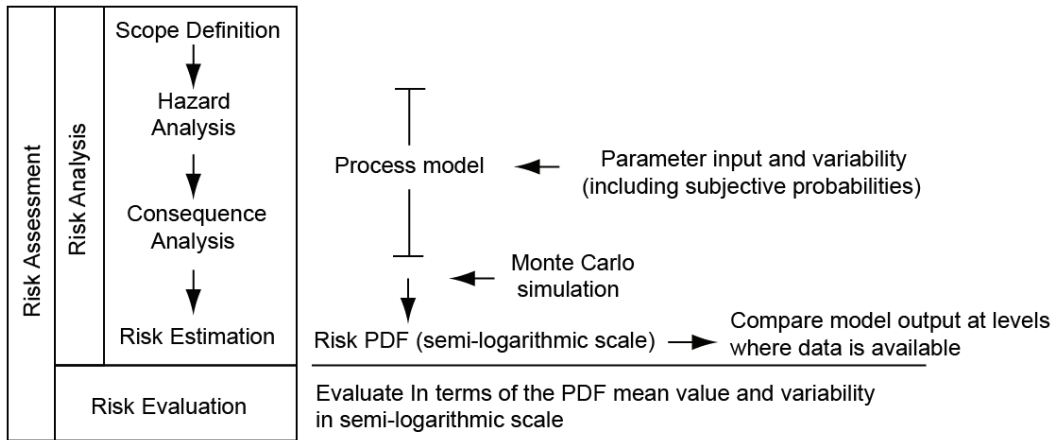 Risk Assessment
Risk Analysis
Scope Definition
Hazard
Analysis
Consequence
Analysis
Risk Estimation
Process model
Parameter input and variability
(including subjective probabilities)
Monte Carlo
simulation
Risk PDF (semi-logarithmic scale)
Compare model output at levels
where data is available
Risk Evaluation
Evaluate In terms of the PDF mean value and variability
in semi-logarithmic scale